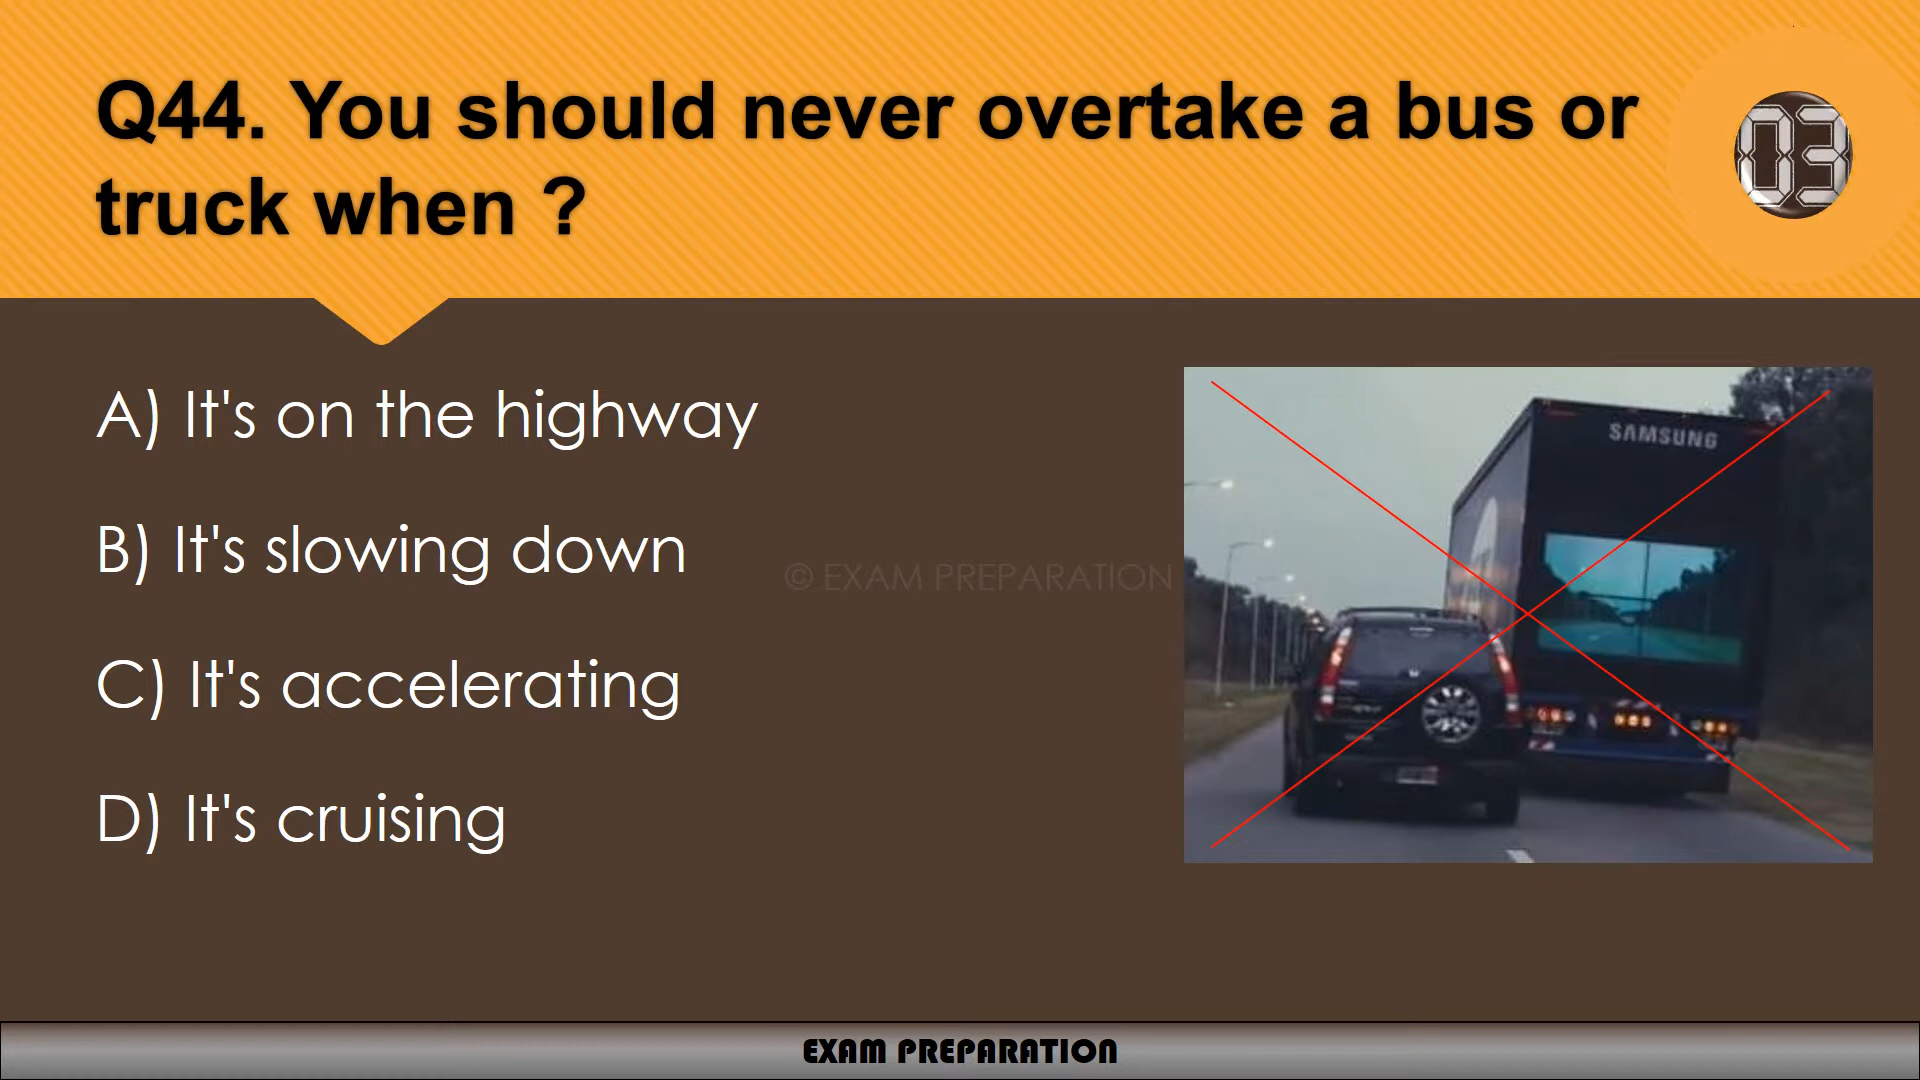 Q44. You should never overtake a bus or
truck when ?
03
A) It's on the highway
B) It's slowing down
C) It's accelerating
D) It's cruising
© EXAM PREPARATION
SAMSUNG
EXAM PREPARATION